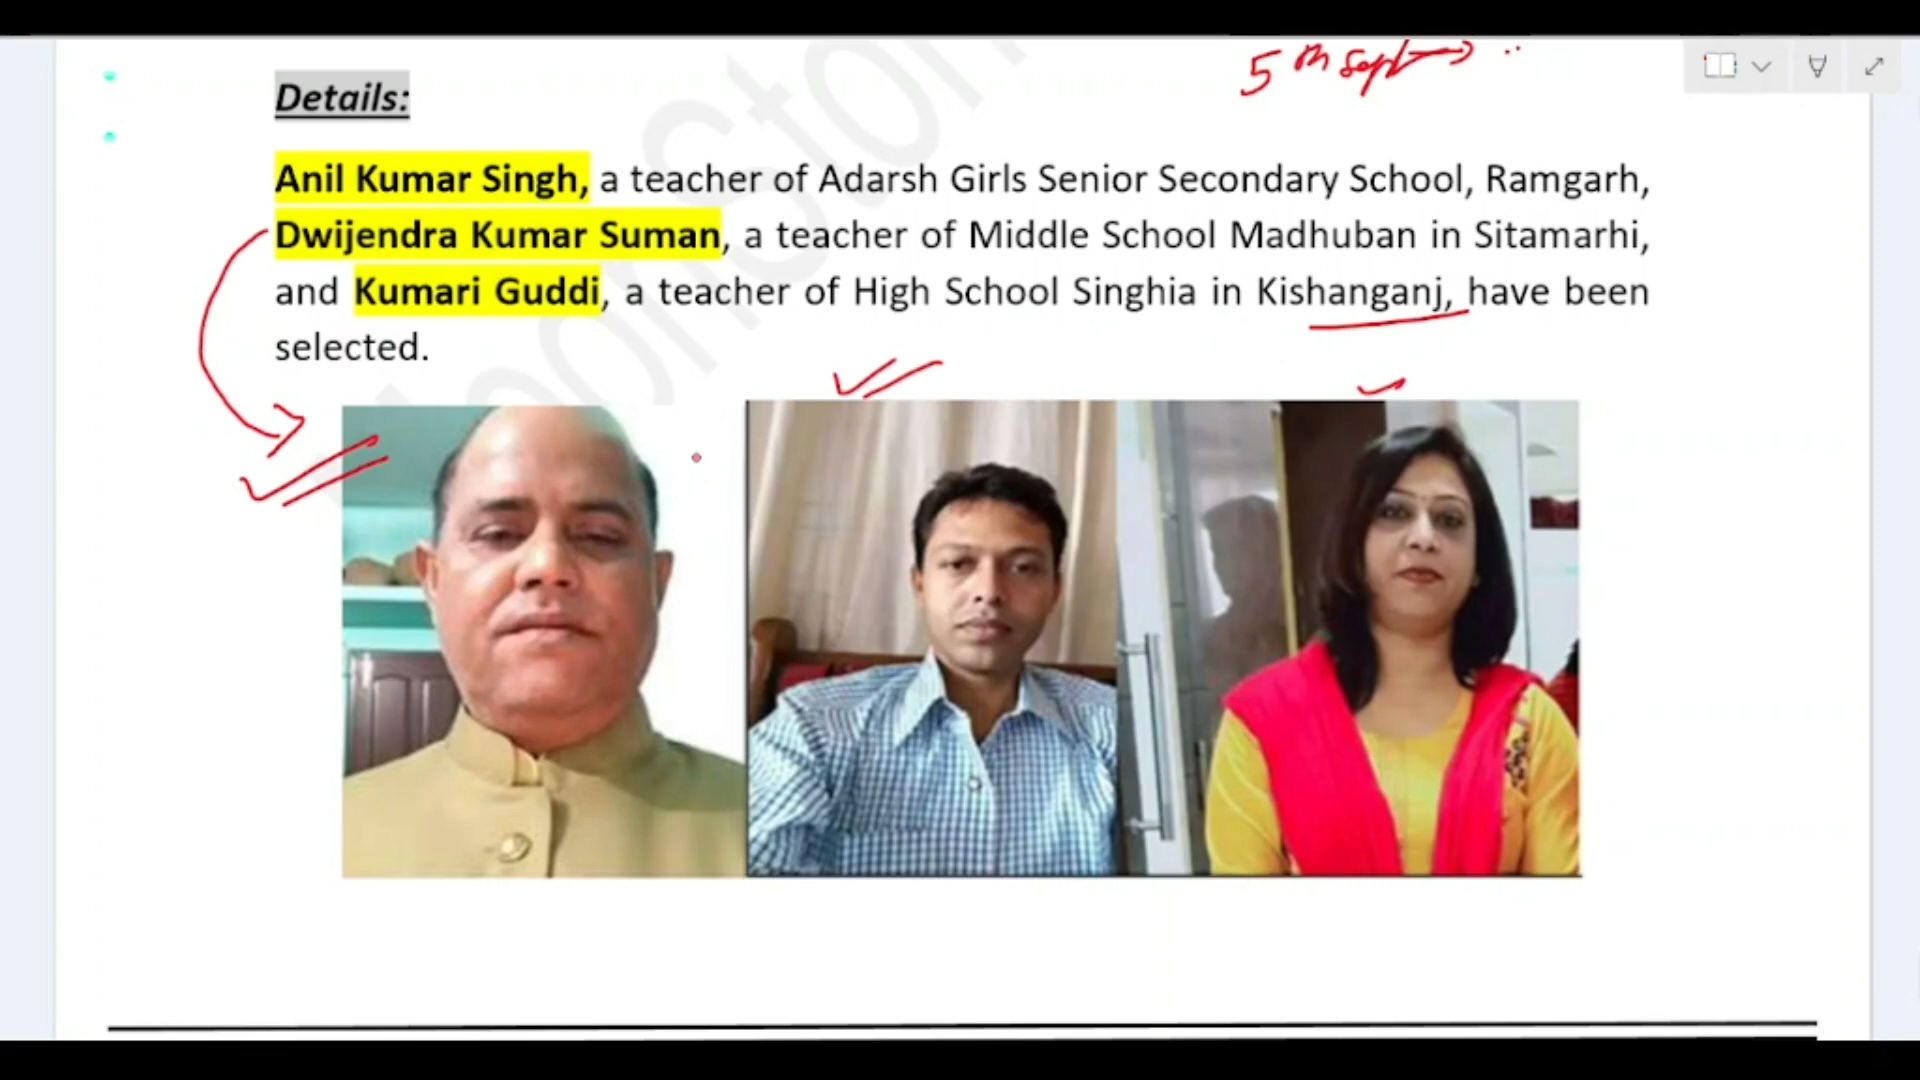 5th Sept
Details:
Anil Kumar Singh, a teacher of Adarsh Girls Senior Secondary School, Ramgarh,
Dwijendra Kumar Suman, a teacher of Middle School Madhuban in Sitamarhi,
and Kumari Guddi, a teacher of High School Singhia in Kishanganj, have been
selected.